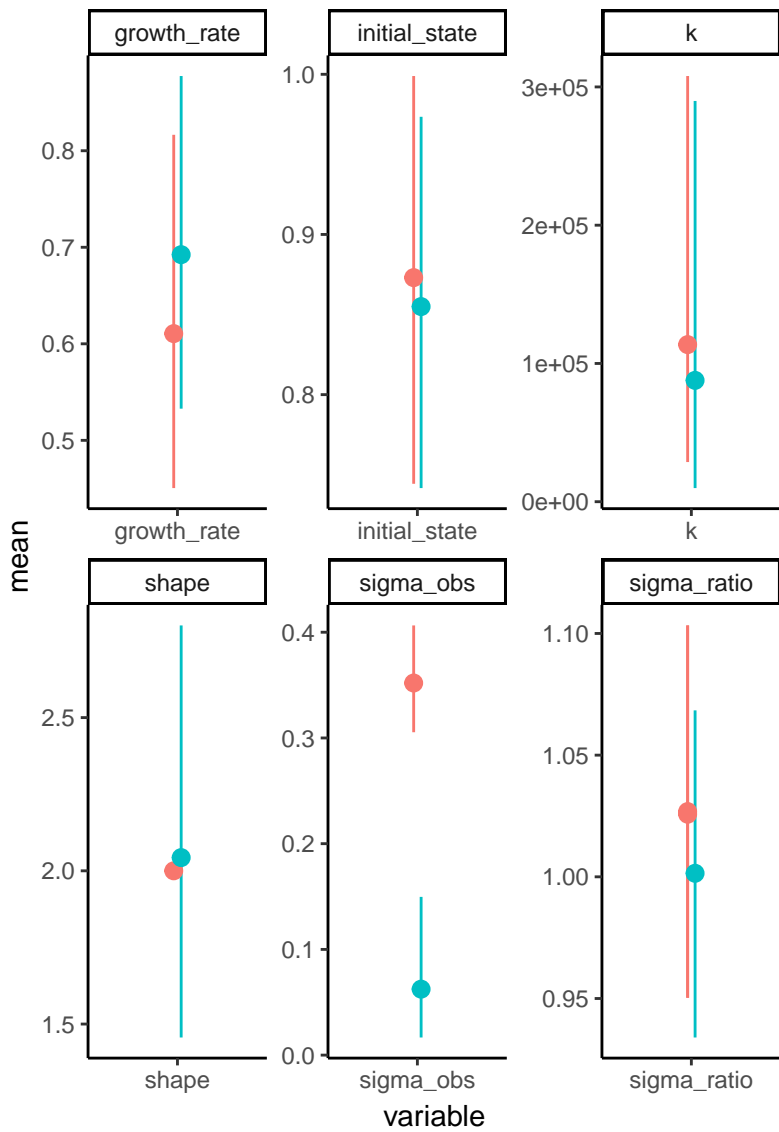 growth_rate
initial_state
k
0.8
0.7
0.6
0.5
1.0
0.9
0.8
3e+05
2e+05
1e+05
0e+00
growth_rate
initial_state
k
mean
shape
sigma_obs
sigma_ratio
2.5
2.0
1.5
0.4
0.3
0.2
0.1
0.0
1.10
1.05
1.00
0.95
shape
sigma_obs
sigma_ratio
variable